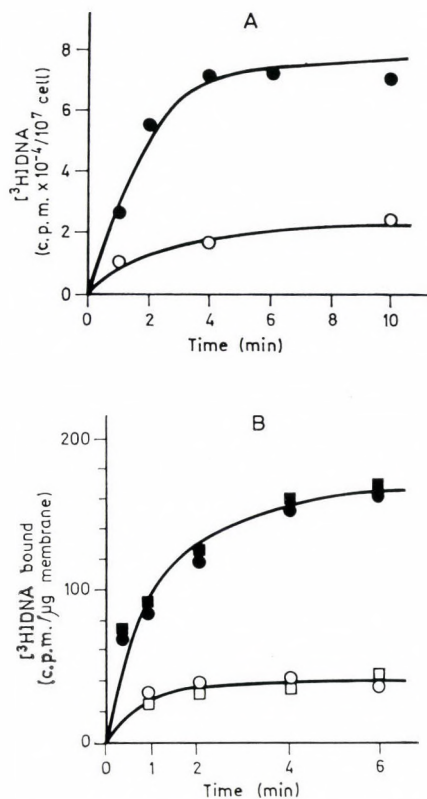 A
[³H]DNA
(c.p.m. x 10⁻⁴/10⁷ cell)
8
6
4
2
0
0 2 4 6 8 10
Time (min)
B
[³H]DNA bound
(c.p.m./µg membrane)
200
100
0
0 1 2 4 6
Time (min)